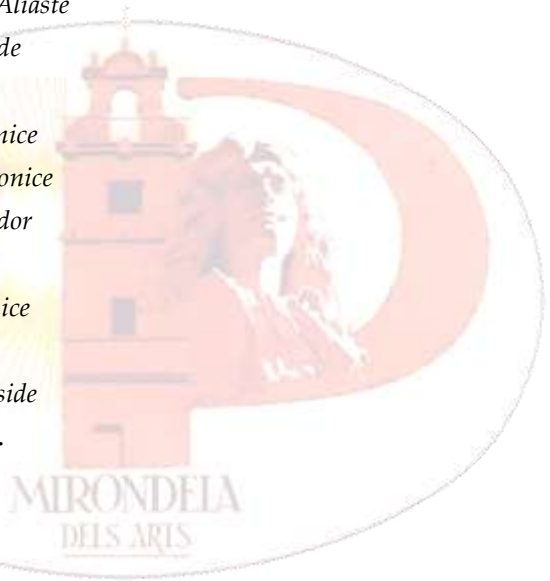 Aliaste
de
nice
onice
dor
ice
side
.
MIRONDELA
DELS ARTS